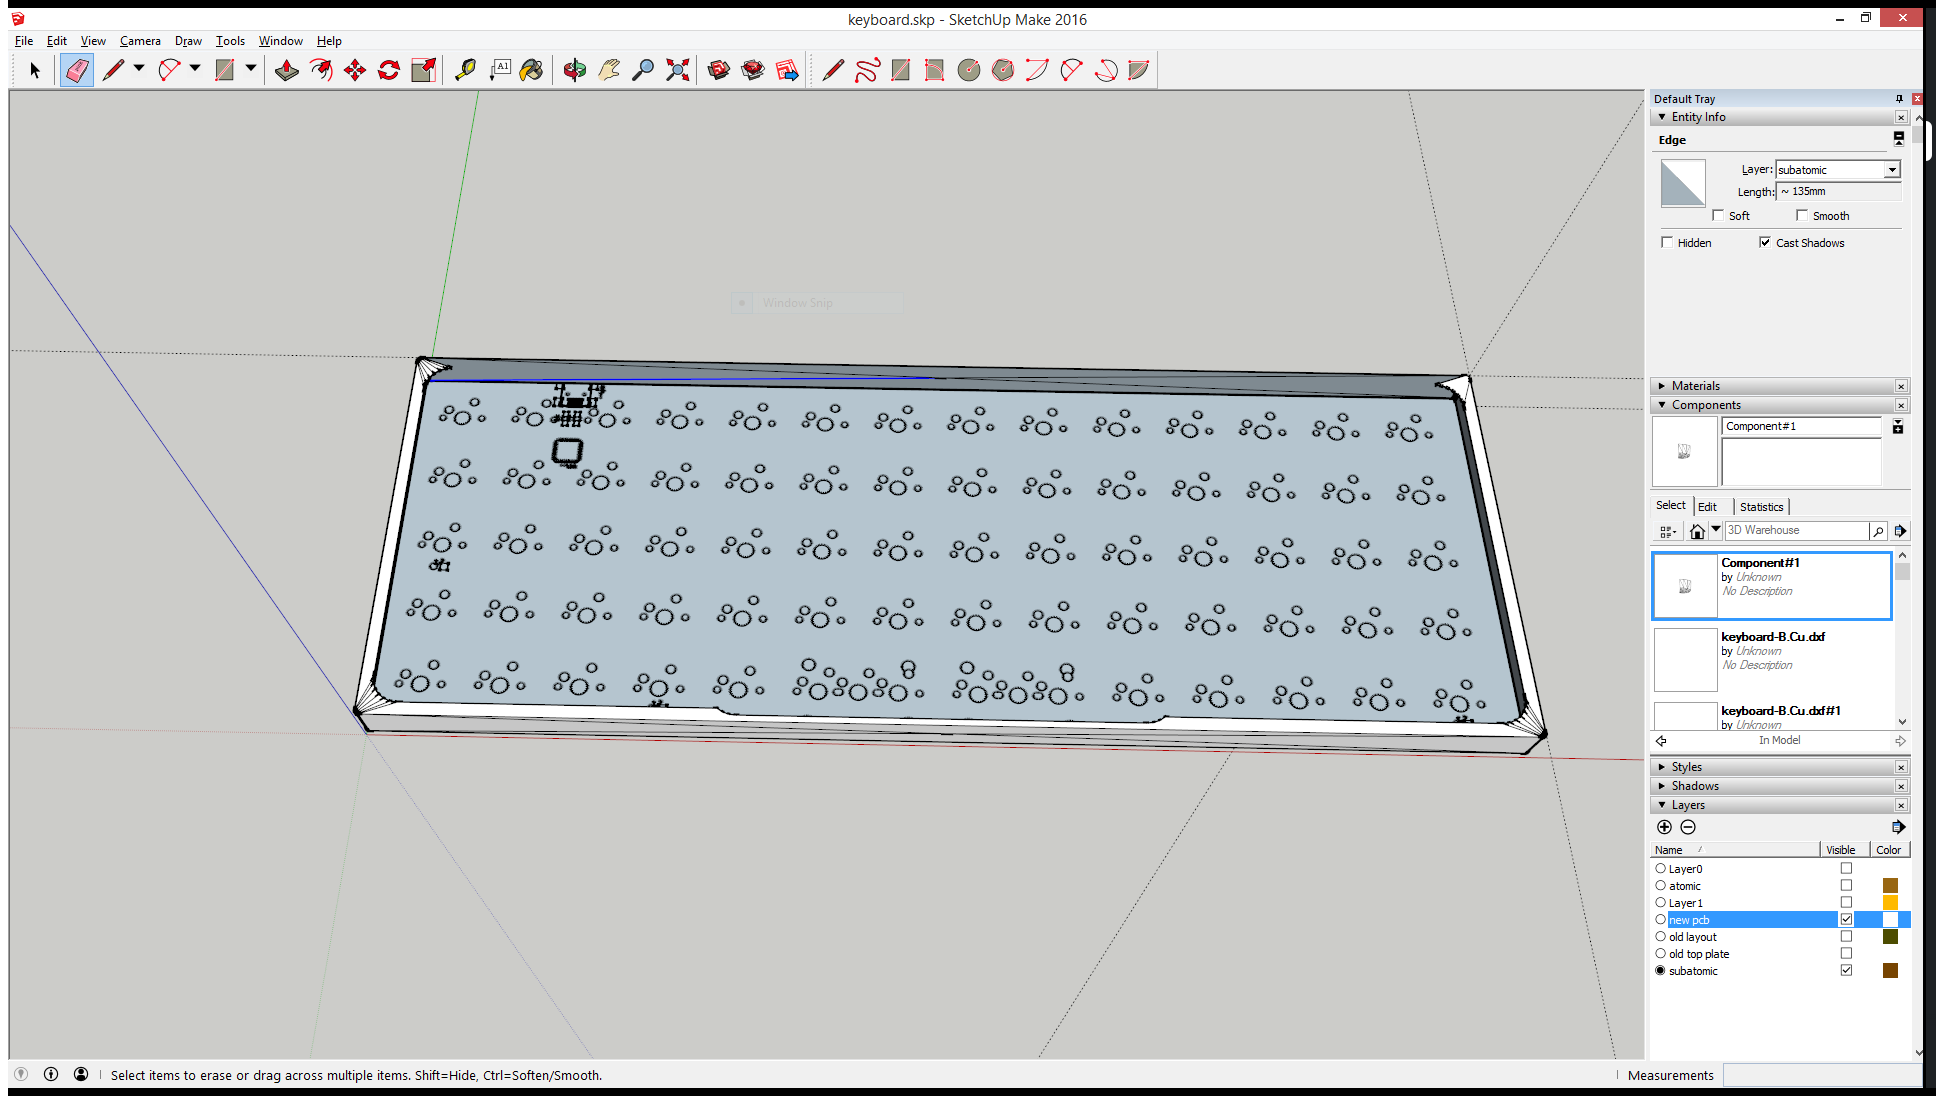 keyboard.skp - SketchUp Make 2016
File Edit View Camera Draw Tools Window Help
A1
Default Tray
Entity Info
Edge
Layer: subatomic
Length: ~ 135mm
Soft Smooth
Hidden Cast Shadows
Window Snip
Materials
Components
Component#1
Select Edit Statistics
3D Warehouse
Component#1
by Unknown
No Description
keyboard-B.Cu.dxf
by Unknown
No Description
keyboard-B.Cu.dxf#1
by Unknown
In Model
Styles
Shadows
Layers
Name Visible Color
Layer0
atomic
Layer1
new pcb
old layout
old top plate
subatomic
Select items to erase or drag across multiple items. Shift=Hide, Ctrl=Soften/Smooth.
Measurements